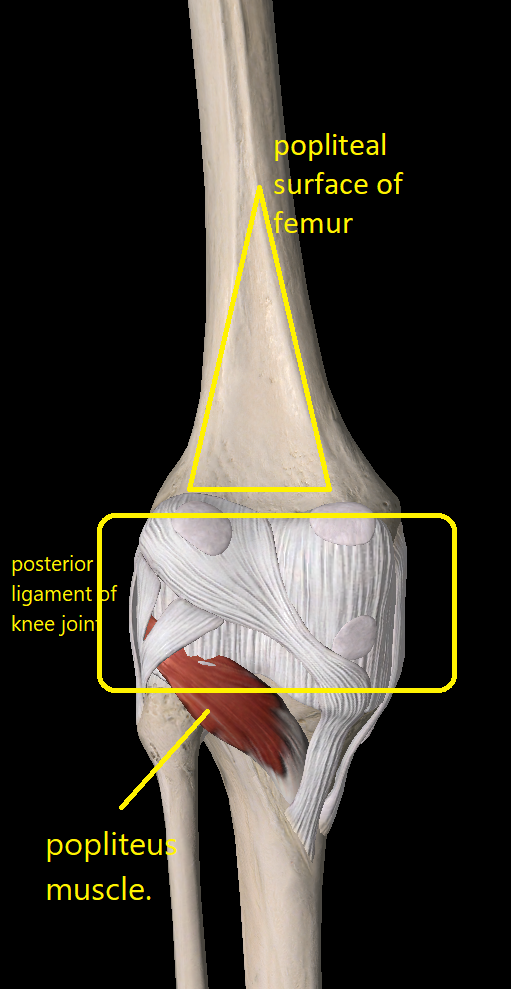 popliteal
surface of
femur
posterior
ligament of
knee joint
popliteus
muscle.